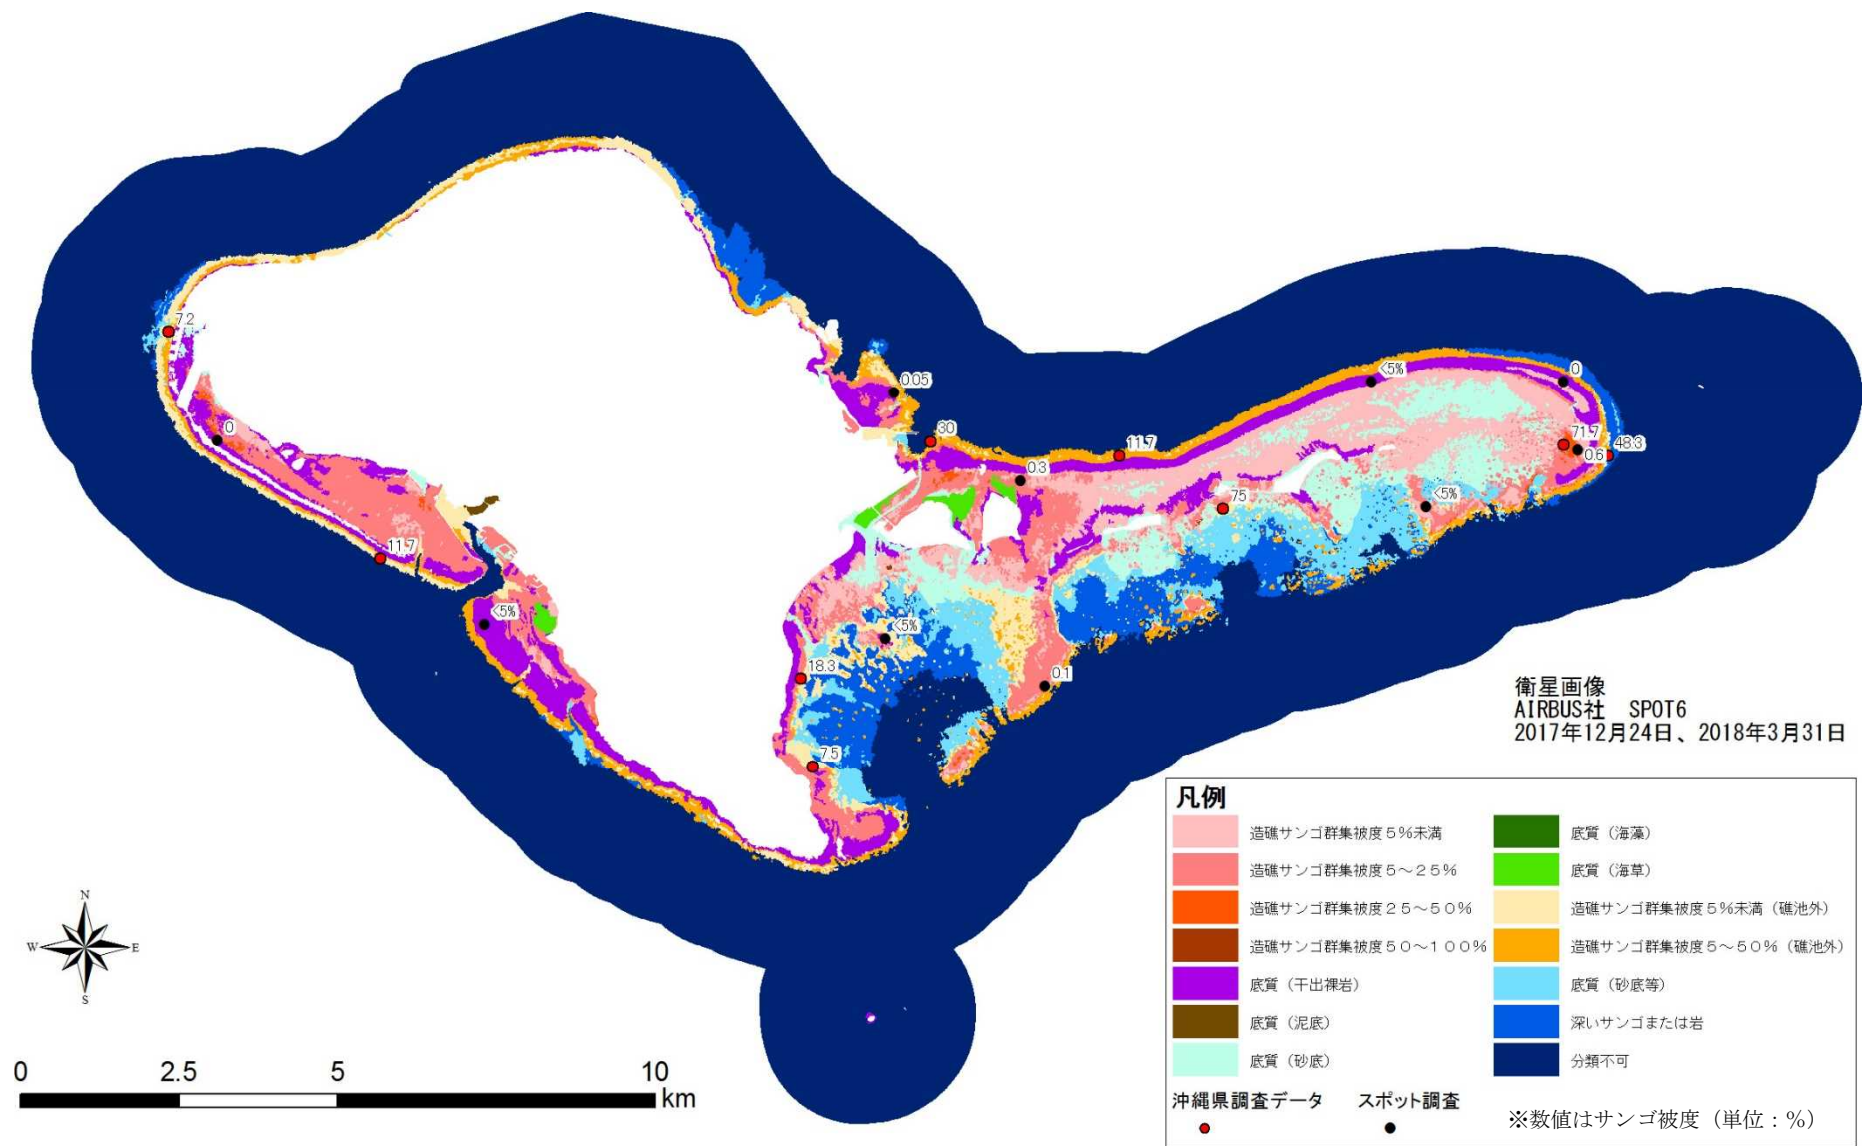 7.2
0
11.7
<5%
0.05
30
0.3
11.7
<5%
0
71.7
48.3
0.6
75
<5%
<5%
18.3
0.1
7.5
衛星画像
AIRBUS社 SPOT6
2017年12月24日、2018年3月31日
N
W
E
S
0
2.5
5
10
km
凡例
造礁サンゴ群集被度5%未満
造礁サンゴ群集被度5~25%
造礁サンゴ群集被度25~50%
造礁サンゴ群集被度50~100%
底質(干出裸岩)
底質(泥底)
底質(砂底)
底質(海藻)
底質(海草)
造礁サンゴ群集被度5%未満(礁池外)
造礁サンゴ群集被度5~50%(礁池外)
底質(砂底等)
深いサンゴまたは岩
分類不可
沖縄県調査データ
スポット調査
※数値はサンゴ被度(単位:%)